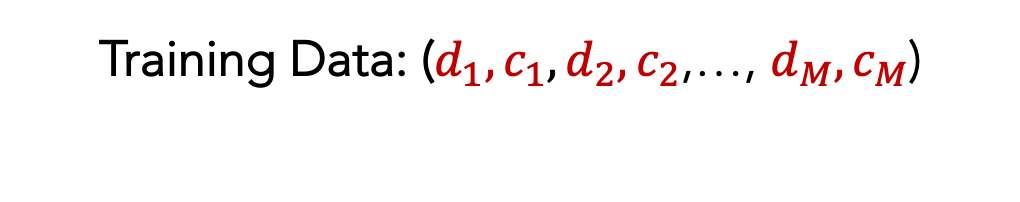 Training Data: (d₁, c₁, d₂, c₂,…, d_M, c_M)